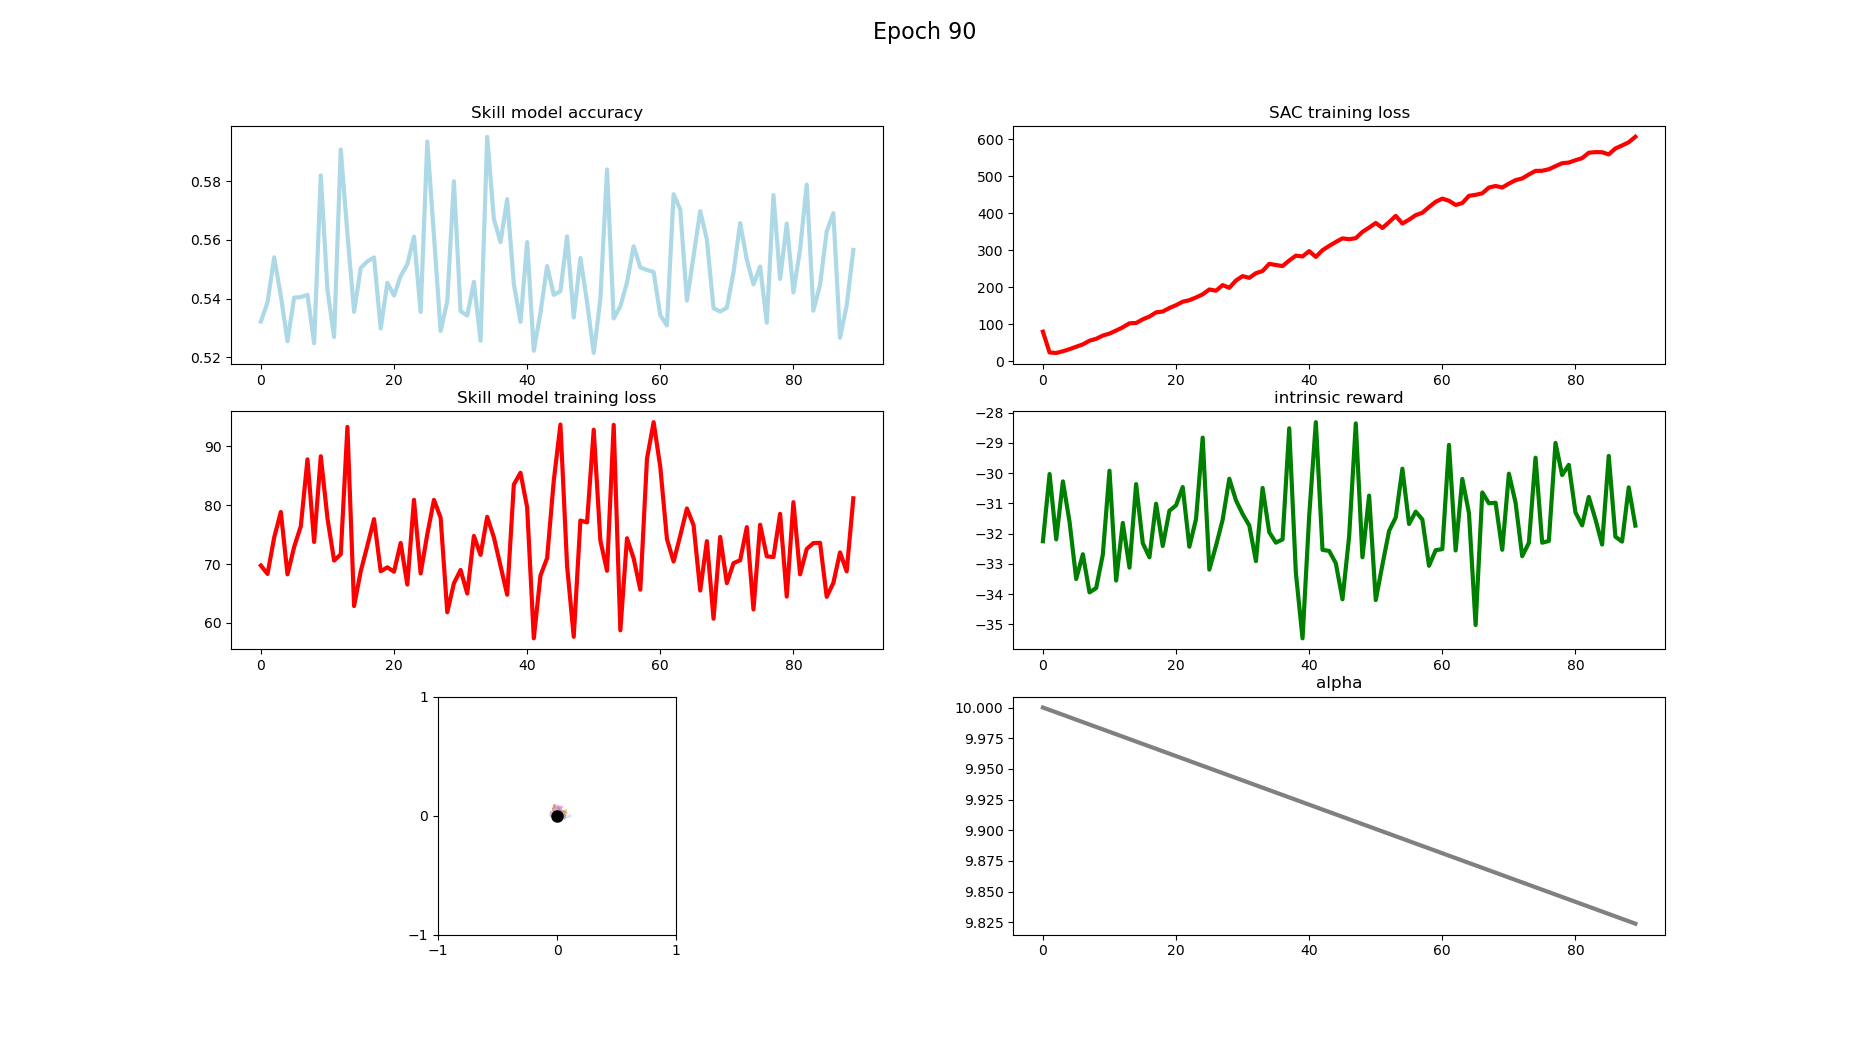 Epoch 90
Skill model accuracy
0.58
0.56
0.54
0.52
0 20 40 60 80
SAC training loss
600
500
400
300
200
100
0
0 20 40 60 80
Skill model training loss
90
80
70
60
0 20 40 60 80
intrinsic reward
−28
−29
−30
−31
−32
−33
−34
−35
0 20 40 60 80
1
0
−1
−1 0 1
alpha
10.000
9.975
9.950
9.925
9.900
9.875
9.850
9.825
0 20 40 60 80